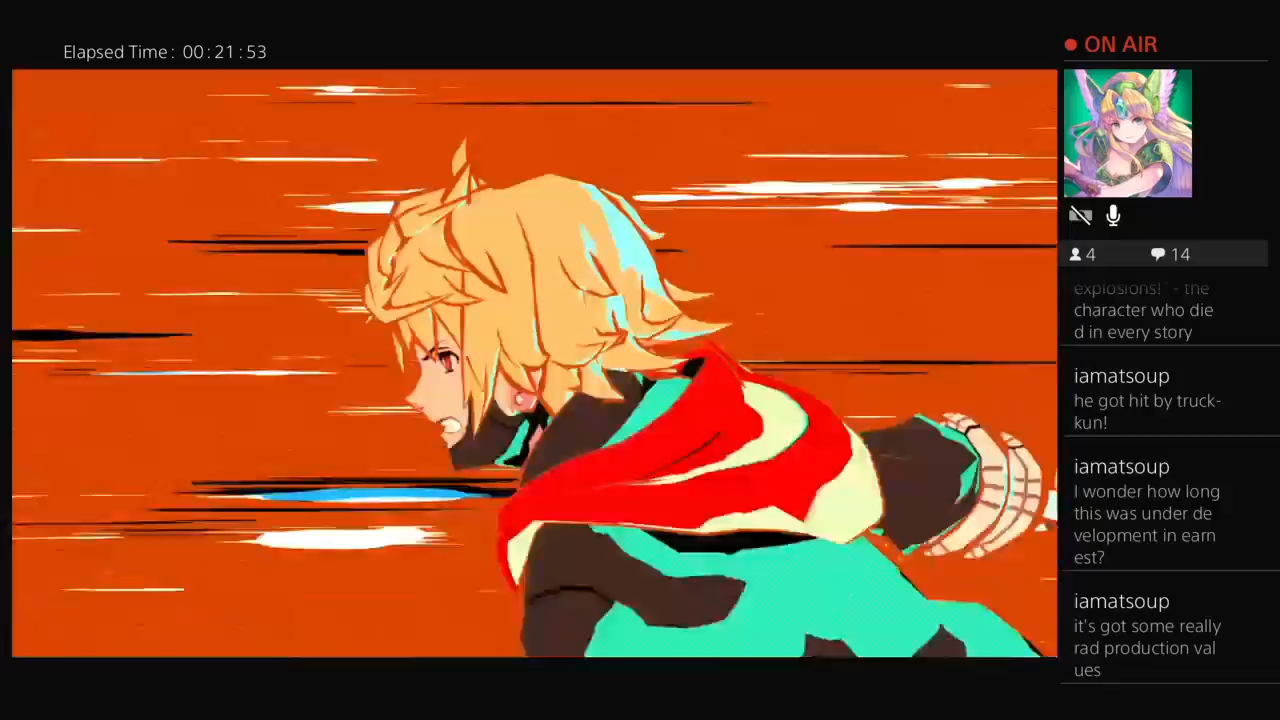 Elapsed Time: 00:21:53
ON AIR
4
14
explosions!" - the
character who die
d in every story
iamatsoup
he got hit by truck-
kun!
iamatsoup
I wonder how long
this was under de
velopment in earn
est?
iamatsoup
it's got some really
rad production val
ues